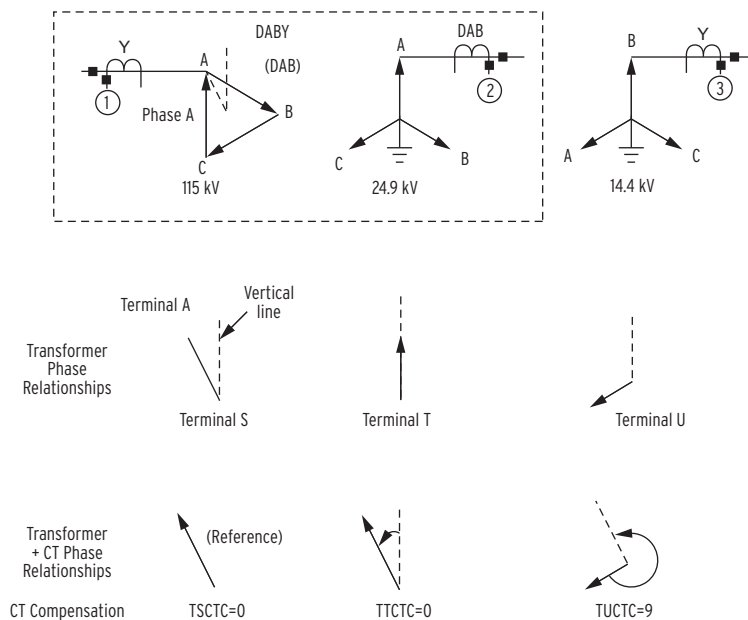 Y
A
DABY
(DAB)
1
Phase A
B
C
115 kV
A
DAB
2
C
B
24.9 kV
B
Y
3
A
C
14.4 kV
Terminal A
Vertical
line
Transformer
Phase
Relationships
Terminal S
Terminal T
Terminal U
Transformer
+ CT Phase
Relationships
(Reference)
CT Compensation
TSCTC=0
TTCTC=0
TUCTC=9